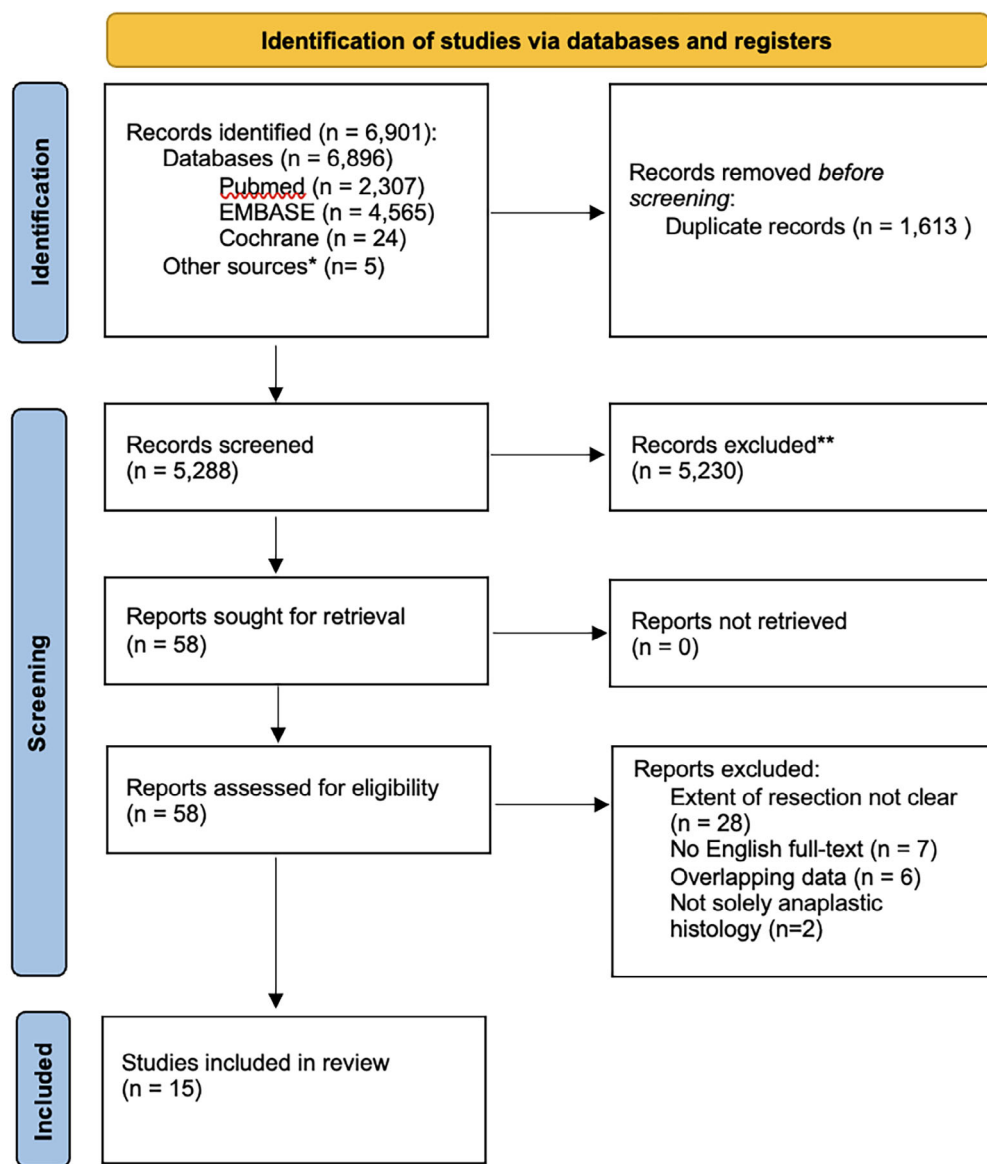 Identification of studies via databases and registers
Identification
Records identified (n = 6,901):
Databases (n = 6,896)
Pubmed (n = 2,307)
EMBASE (n = 4,565)
Cochrane (n = 24)
Other sources* (n= 5)
Records removed before
screening:
Duplicate records (n = 1,613 )
Screening
Records screened
(n = 5,288)
Records excluded**
(n = 5,230)
Reports sought for retrieval
(n = 58)
Reports not retrieved
(n = 0)
Reports assessed for eligibility
(n = 58)
Reports excluded:
Extent of resection not clear
(n = 28)
No English full-text (n = 7)
Overlapping data (n = 6)
Not solely anaplastic
histology (n=2)
Included
Studies included in review
(n = 15)